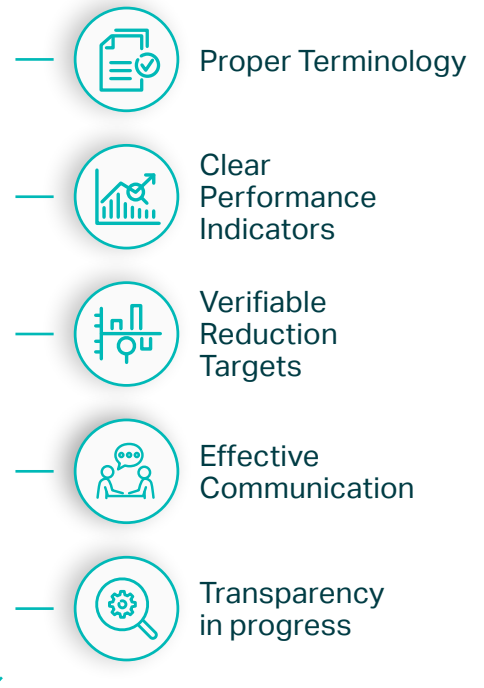 Proper Terminology
Clear
Performance
Indicators
Verifiable
Reduction
Targets
Effective
Communication
Transparency
in progress